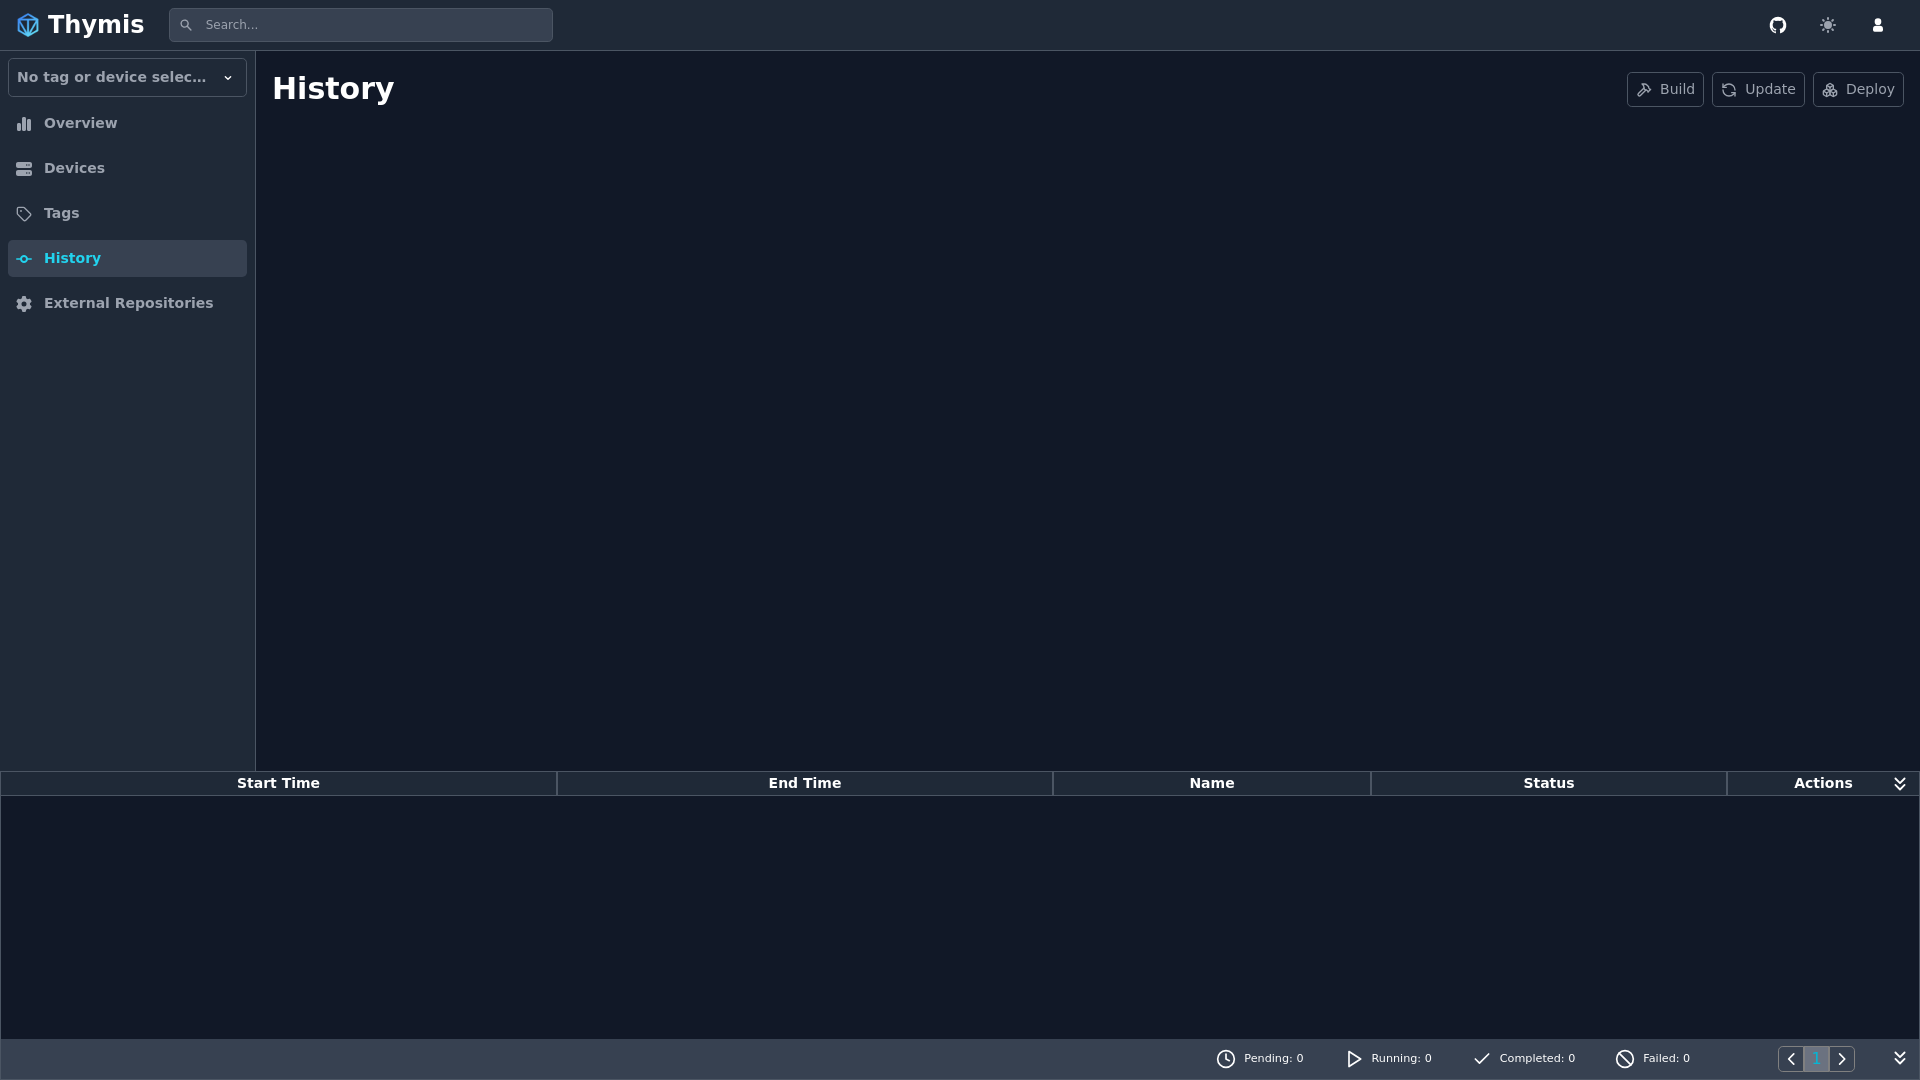 Thymis
Search...
No tag or device selec...
Overview
Devices
Tags
History
External Repositories
History
Build
Update
Deploy
Start Time
End Time
Name
Status
Actions
Pending: 0
Running: 0
Completed: 0
Failed: 0
1